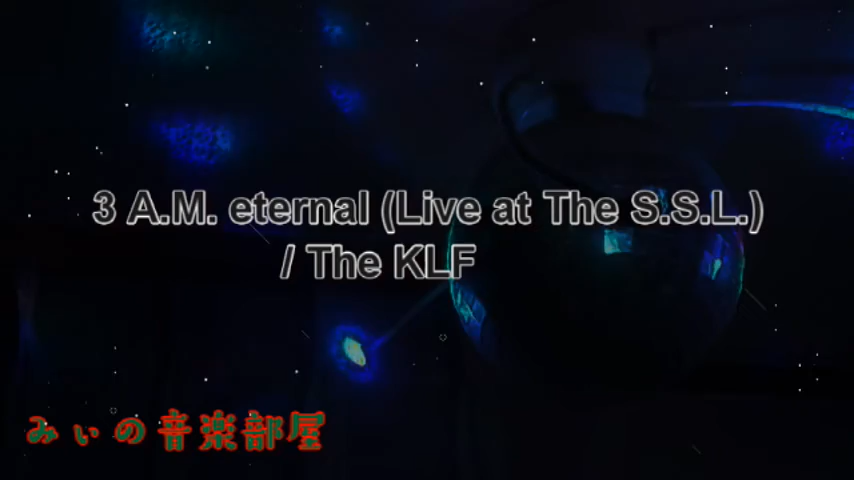 3 A.M. eternal (Live at The S.S.L.)
/ The KLF
みぃの音楽部屋